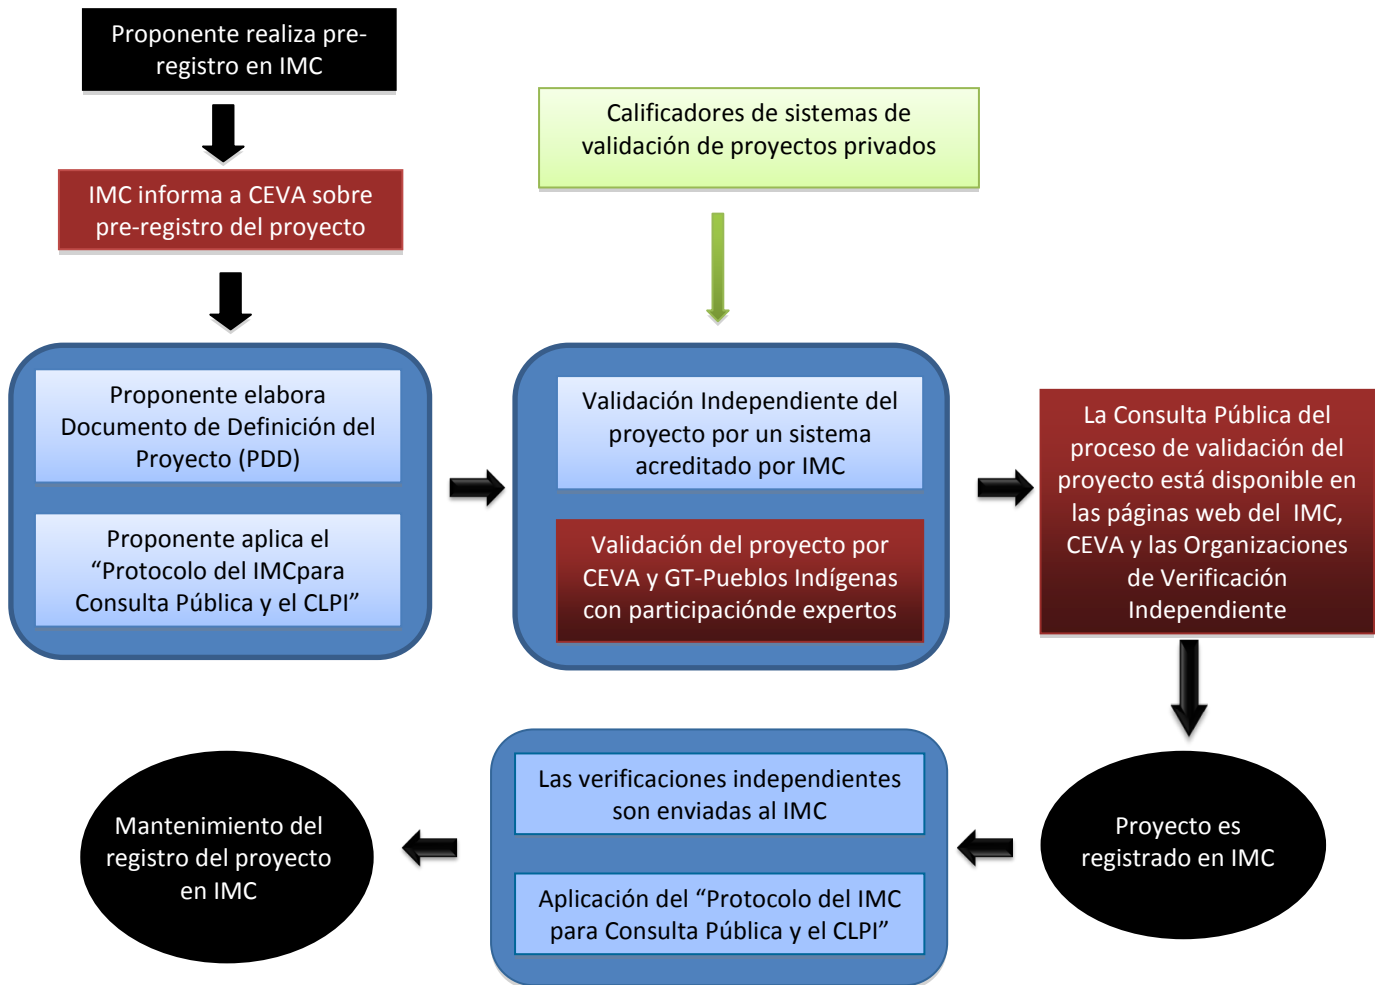 Proponente realiza pre-
registro en IMC
IMC informa a CEVA sobre
pre-registro del proyecto
Calificadores de sistemas de
validación de proyectos privados
Proponente elabora
Documento de Definición del
Proyecto (PDD)
Proponente aplica el
“Protocolo del IMCpara
Consulta Pública y el CLPI”
Validación Independiente del
proyecto por un sistema
acreditado por IMC
Validación del proyecto por
CEVA y GT-Pueblos Indígenas
con participaciónde expertos
La Consulta Pública del
proceso de validación del
proyecto está disponible en
las páginas web del IMC,
CEVA y las Organizaciones
de Verificación
Independiente
Proyecto es
registrado en IMC
Las verificaciones independientes
son enviadas al IMC
Aplicación del “Protocolo del IMC
para Consulta Pública y el CLPI”
Mantenimiento del
registro del proyecto
en IMC